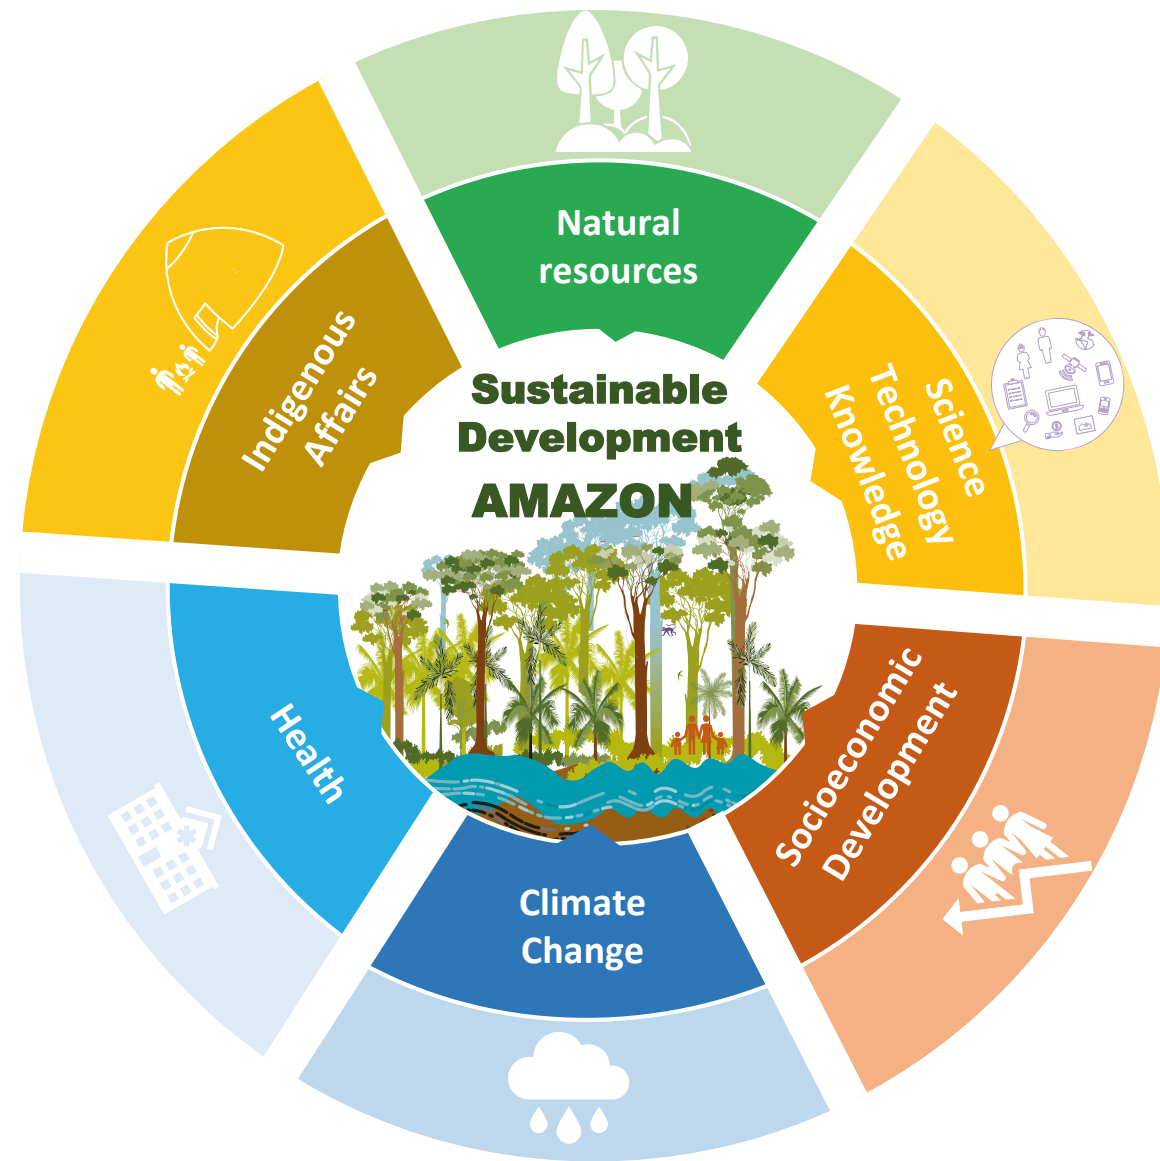 Natural
resources
Science
Technology
Knowledge
Socioeconomic
Development
Climate
Change
Health
Indigenous
Affairs
Sustainable
Development
AMAZON